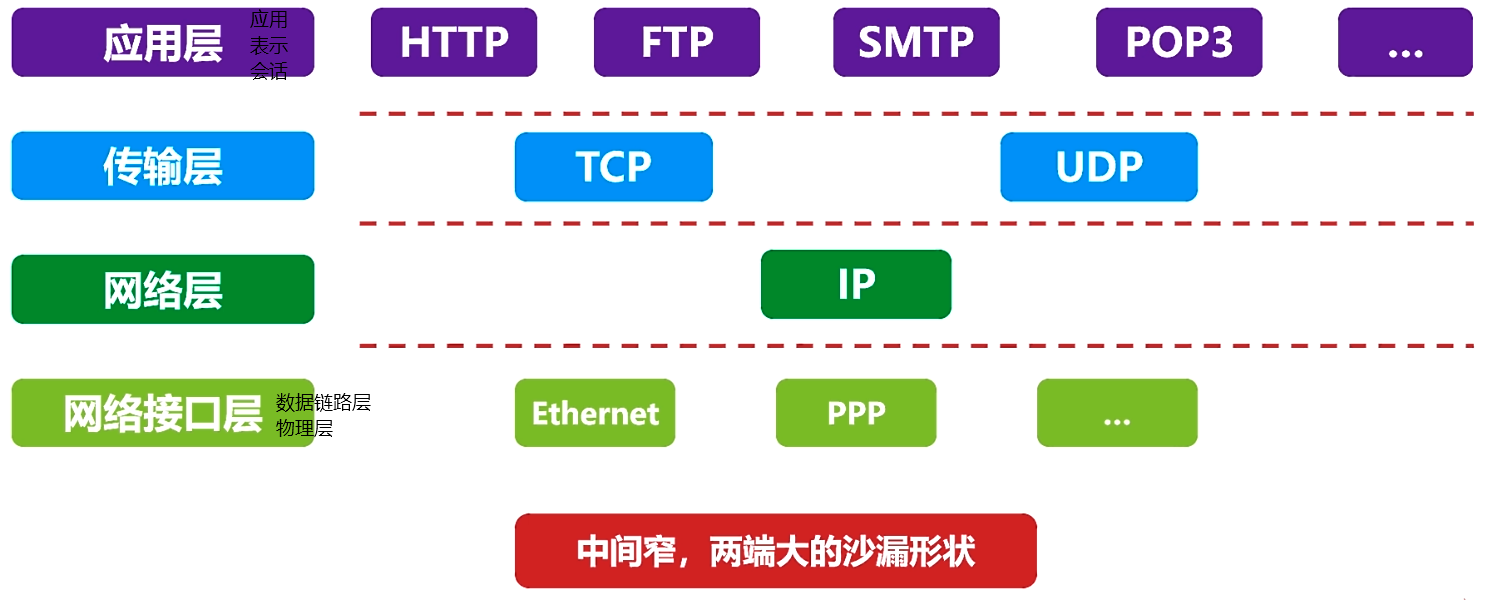 应用层
应用
表示
会话
HTTP
FTP
SMTP
POP3
...
传输层
TCP
UDP
网络层
IP
网络接口层
数据链路层
物理层
Ethernet
PPP
...
中间窄，两端大的沙漏形状